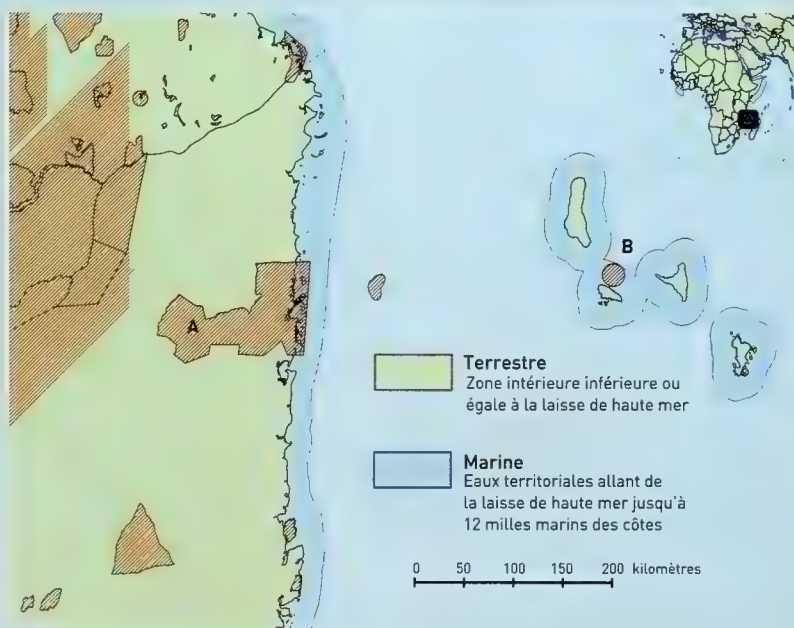 B
A
Terrestre
Zone intérieure inférieure ou
égale à la laisse de haute mer
Marine
Eaux territoriales allant de
la laisse de haute mer jusqu'à
12 milles marins des côtes
0 50 100 150 200 kilomètres